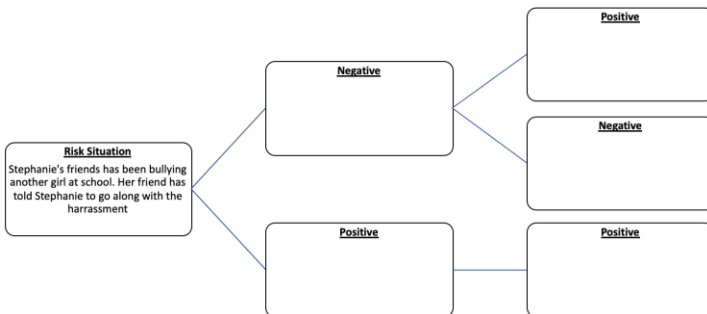 Positive
Negative
Negative
Risk Situation
Stephanie's friends has been bullying
another girl at school. Her friend has
told Stephanie to go along with the
harrassment
Positive
Positive